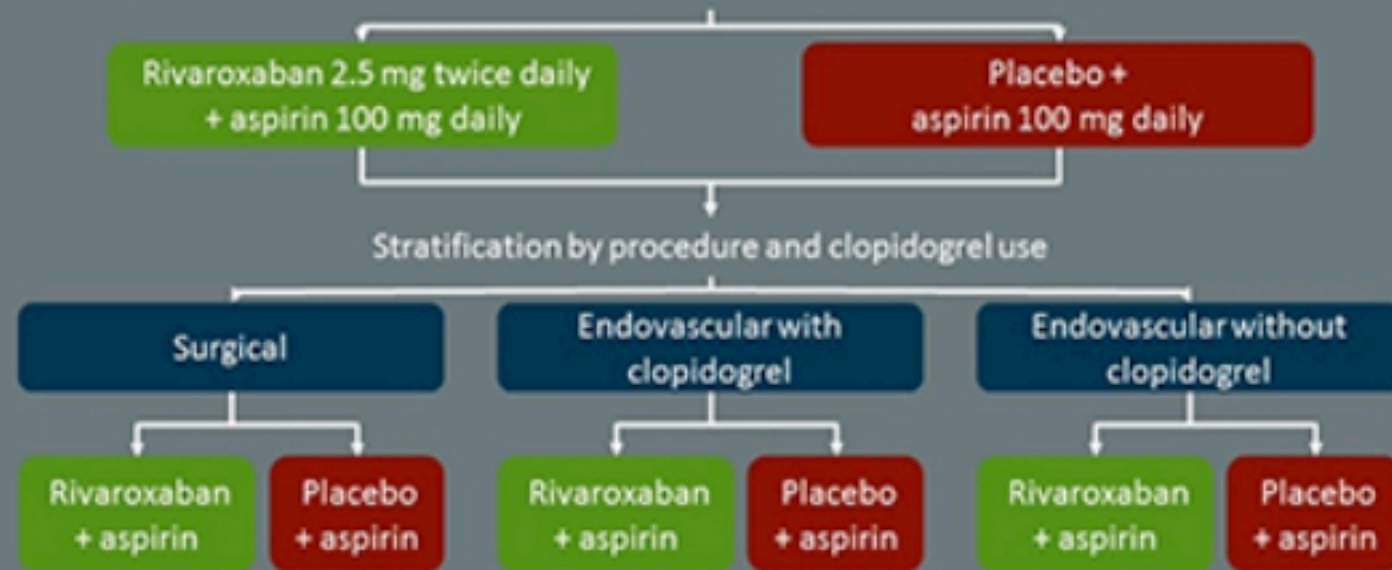 Rivaroxaban 2.5 mg twice daily
+ aspirin 100 mg daily
Placebo +
aspirin 100 mg daily
Stratification by procedure and clopidogrel use
Surgical
Endovascular with
clopidogrel
Endovascular without
clopidogrel
Rivaroxaban
+ aspirin
Placebo
+ aspirin
Rivaroxaban
+ aspirin
Placebo
+ aspirin
Rivaroxaban
+ aspirin
Placebo
+ aspirin